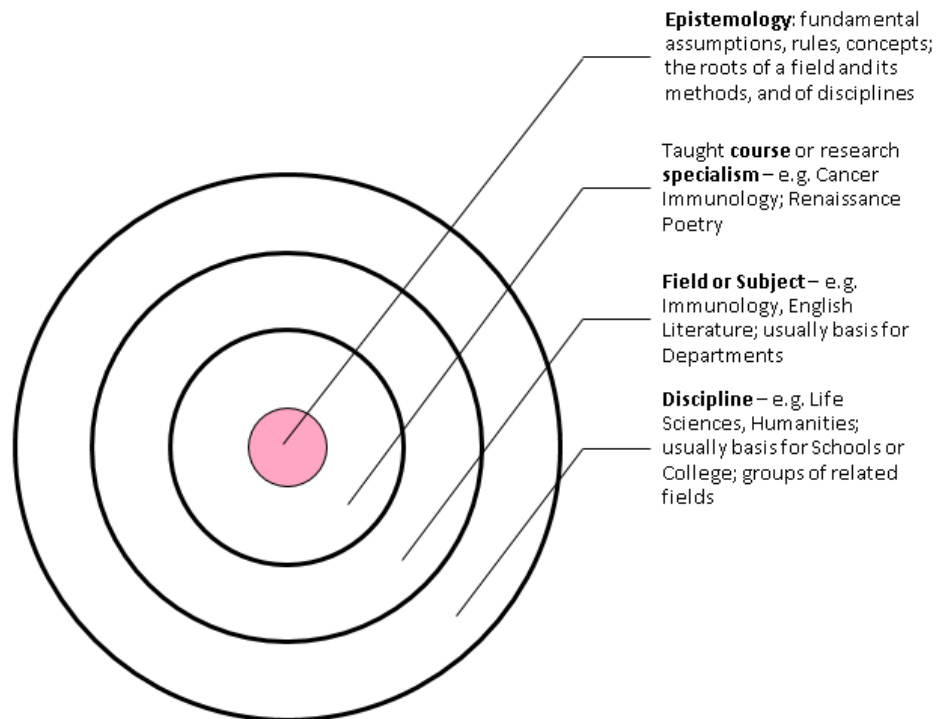 Epistemology: fundamental
assumptions, rules, concepts;
the roots of a field and its
methods, and of disciplines
Taught course or research
specialism – e.g. Cancer
Immunology; Renaissance
Poetry
Field or Subject – e.g.
Immunology, English
Literature; usually basis for
Departments
Discipline – e.g. Life
Sciences, Humanities;
usually basis for Schools or
College; groups of related
fields